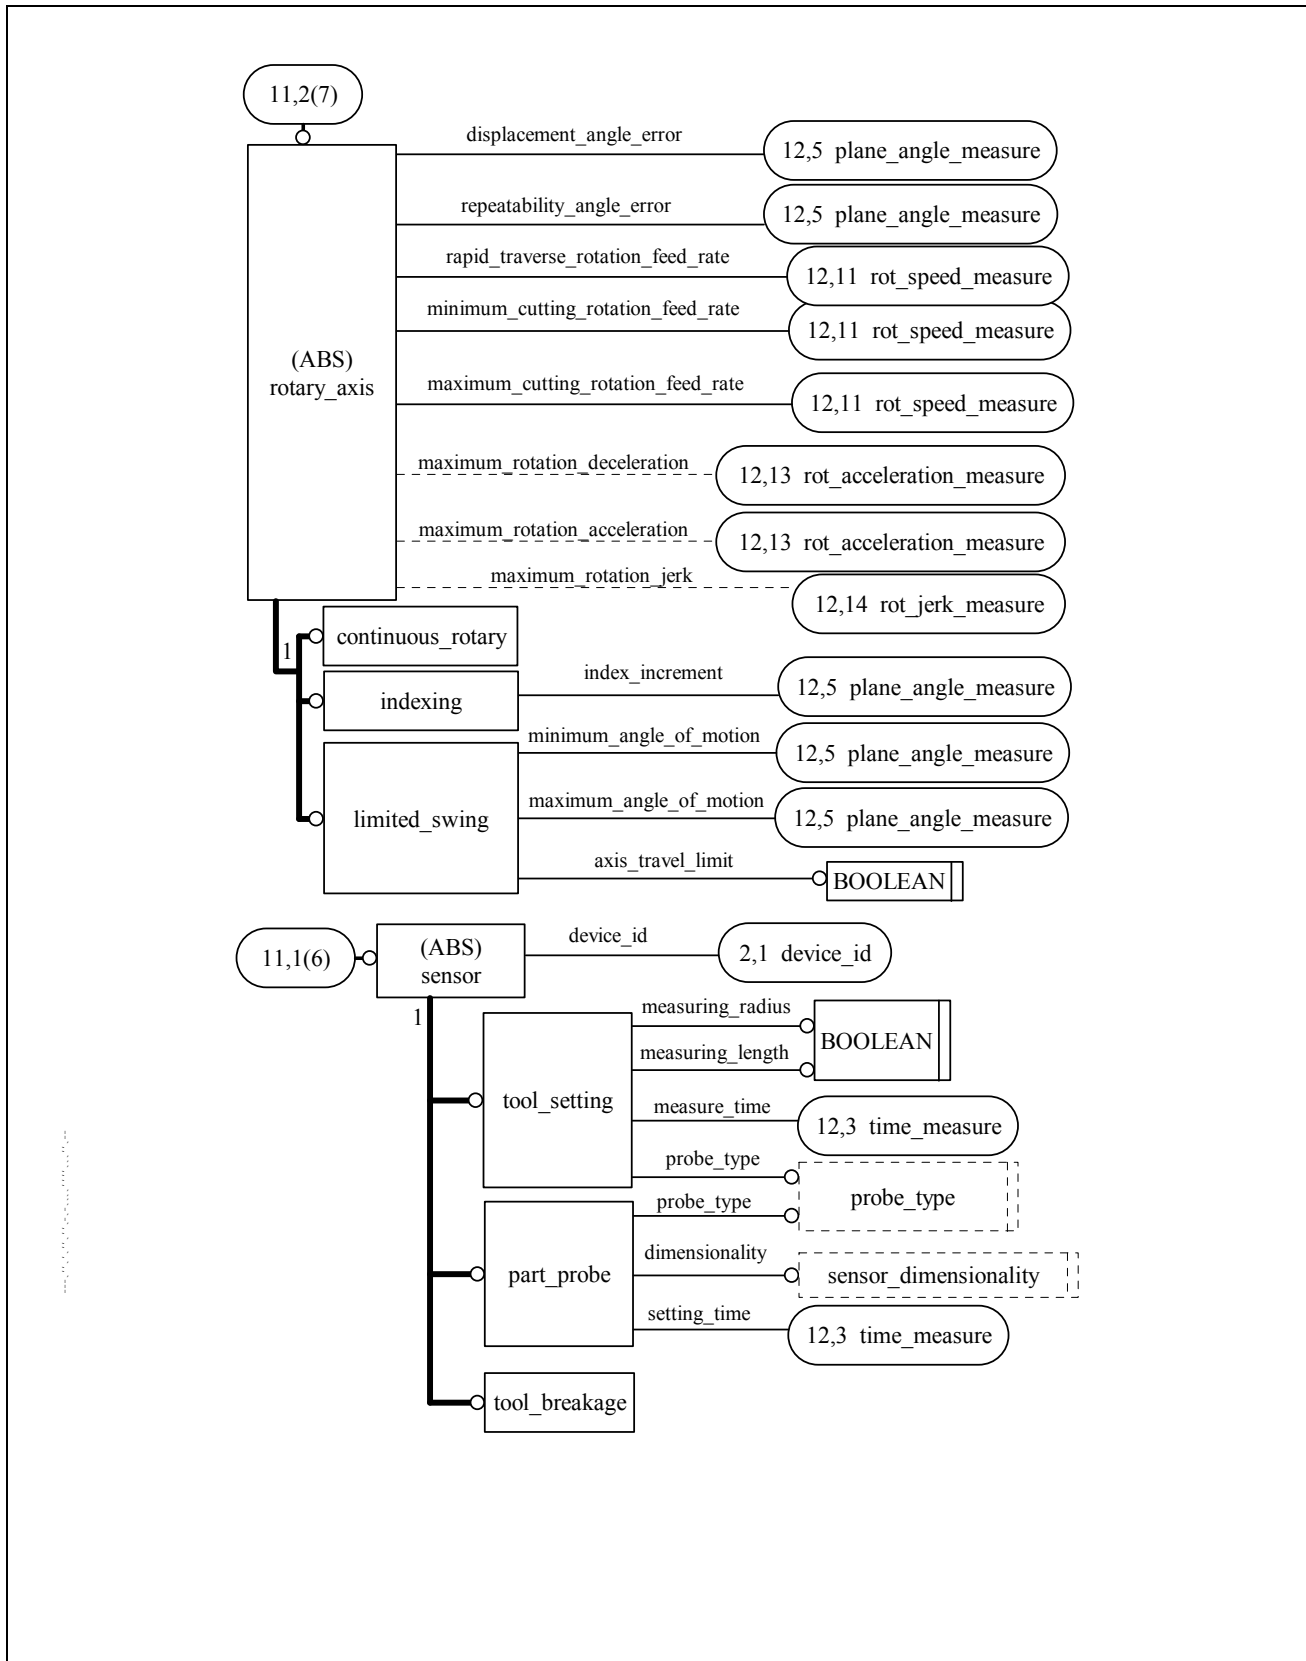 11,2(7)
displacement_angle_error
12,5 plane_angle_measure
repeatability_angle_error
12,5 plane_angle_measure
rapid_traverse_rotation_feed_rate
12,11 rot_speed_measure
minimum_cutting_rotation_feed_rate
12,11 rot_speed_measure
(ABS)
rotary_axis
maximum_cutting_rotation_feed_rate
12,11 rot_speed_measure
maximum_rotation_deceleration
12,13 rot_acceleration_measure
maximum_rotation_acceleration
12,13 rot_acceleration_measure
maximum_rotation_jerk
12,14 rot_jerk_measure
1
continuous_rotary
indexing
index_increment
12,5 plane_angle_measure
minimum_angle_of_motion
12,5 plane_angle_measure
limited_swing
maximum_angle_of_motion
12,5 plane_angle_measure
axis_travel_limit
BOOLEAN
11,1(6)
(ABS)
sensor
device_id
2,1 device_id
1
measuring_radius
BOOLEAN
measuring_length
tool_setting
measure_time
12,3 time_measure
probe_type
probe_type
probe_type
part_probe
dimensionality
sensor_dimensionality
setting_time
12,3 time_measure
tool_breakage